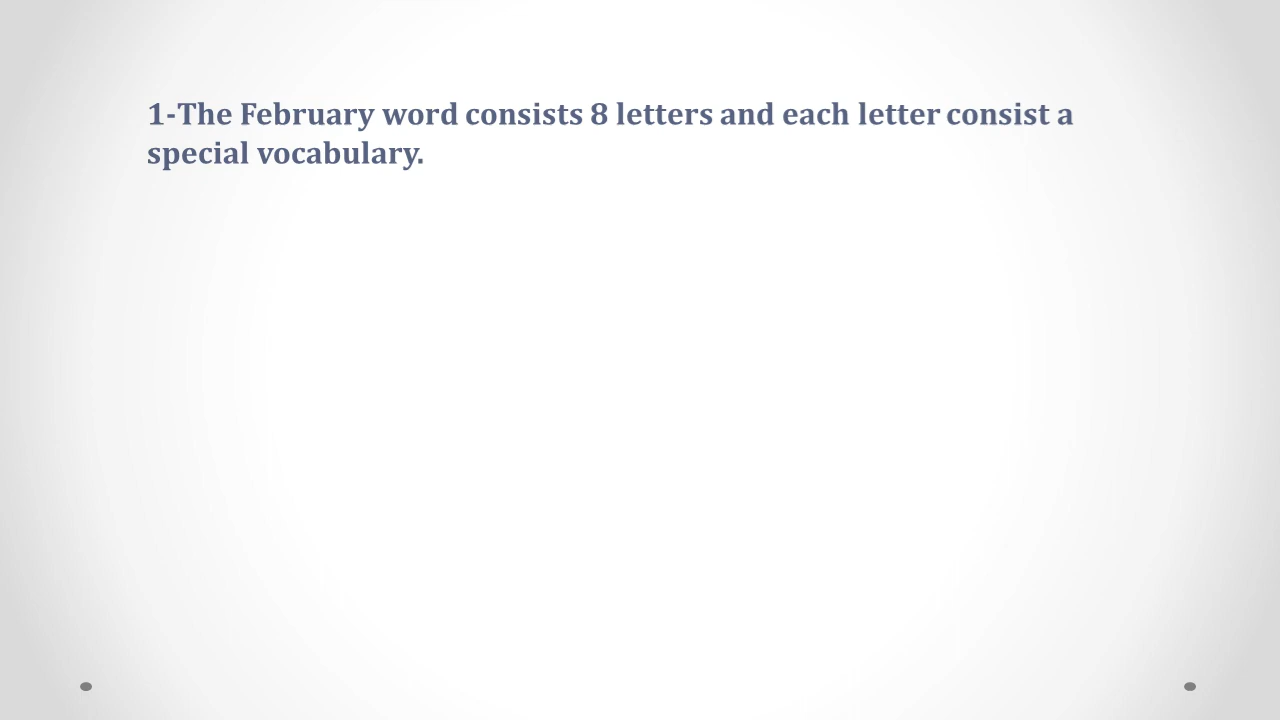 1-The February word consists 8 letters and each letter consist a
special vocabulary.